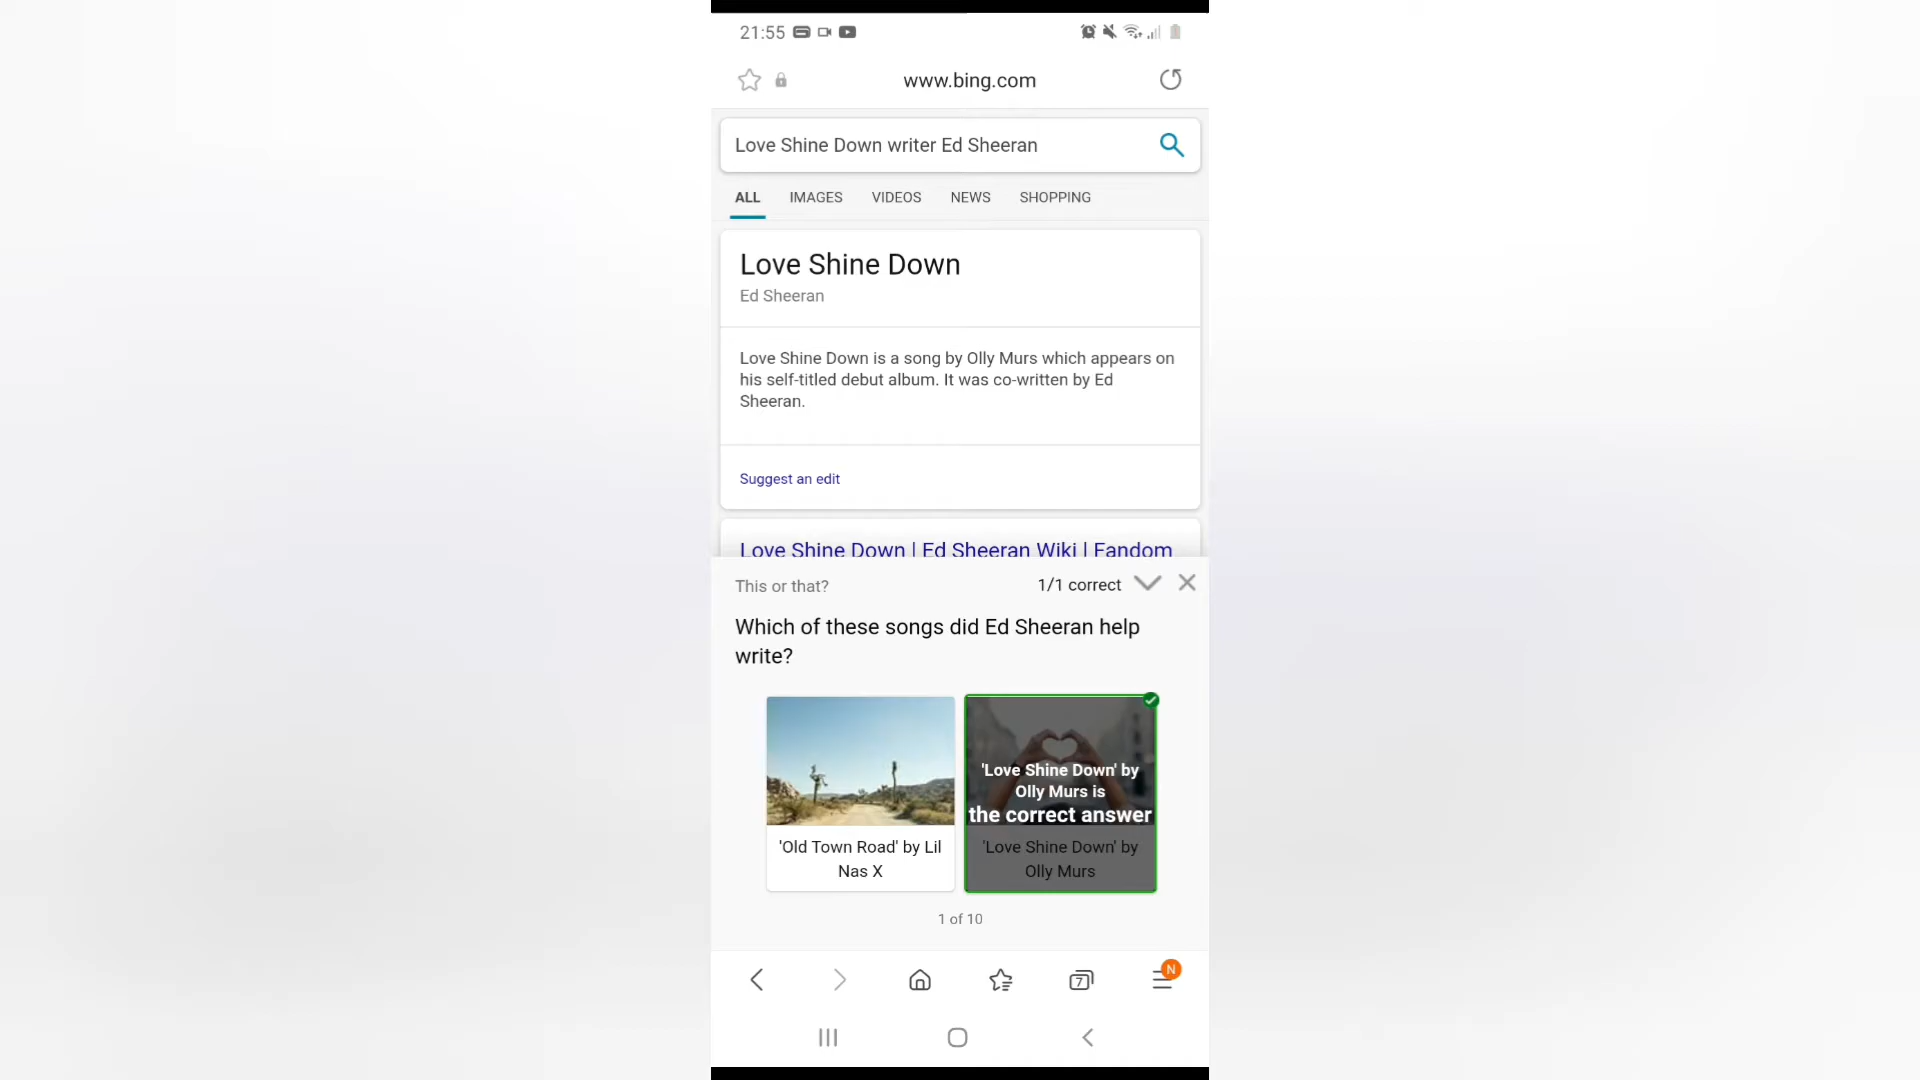 21:55
www.bing.com
Love Shine Down writer Ed Sheeran
ALL IMAGES VIDEOS NEWS SHOPPING
Love Shine Down
Ed Sheeran
Love Shine Down is a song by Olly Murs which appears on
his self-titled debut album. It was co-written by Ed
Sheeran.
Suggest an edit
Love Shine Down | Ed Sheeran Wiki | Fandom
This or that? 1/1 correct
Which of these songs did Ed Sheeran help
write?
'Love Shine Down' by
Olly Murs is
the correct answer
'Old Town Road' by Lil
Nas X
'Love Shine Down' by
Olly Murs
1 of 10
7
N